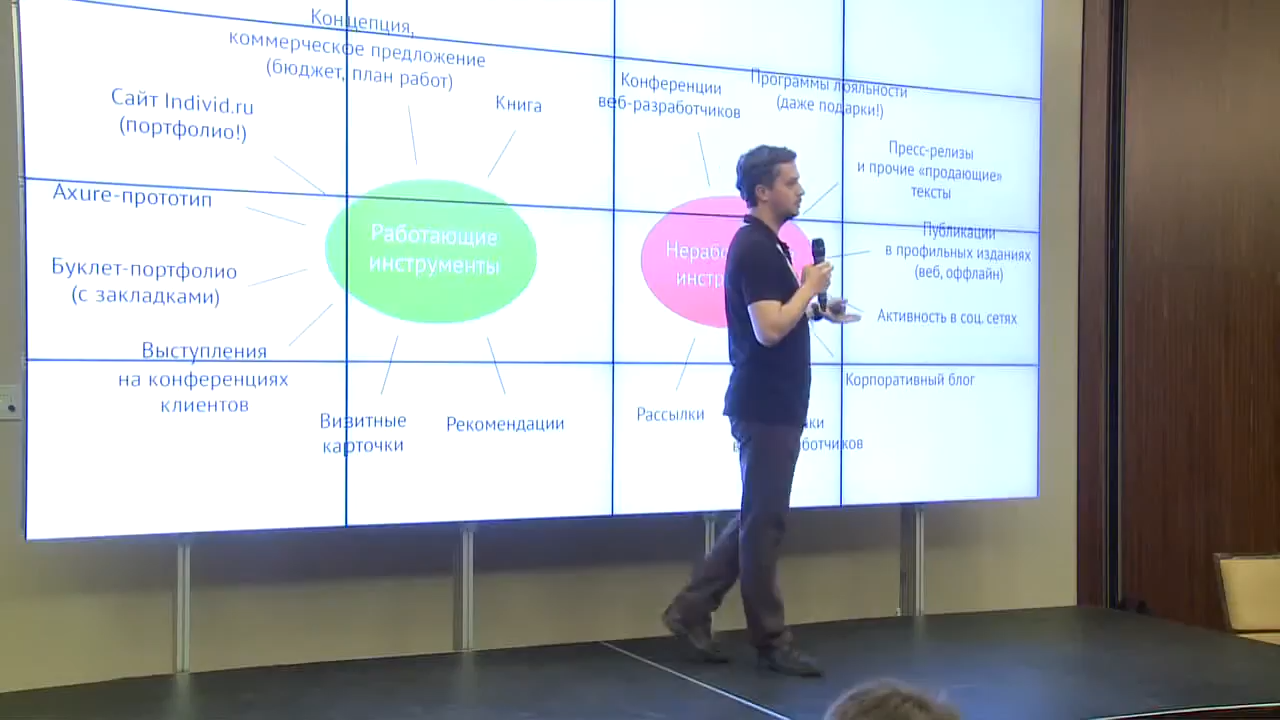 Концепция,
коммерческое предложение
(бюджет, план работ)
Книга
Сайт Individ.ru
(портфолио!)
Axure-прототип
Буклет-портфолио
(с закладками)
Выступления
на конференциях
клиентов
Визитные
карточки
Рекомендации
Работающие
инструменты
Конференции
веб-разработчиков
Программы лояльности
(даже подарки!)
Пресс-релизы
и прочие «продающие»
тексты
Публикации
в профильных изданиях
(веб, оффлайн)
Активность в соц. сетях
Корпоративный блог
Рассылки